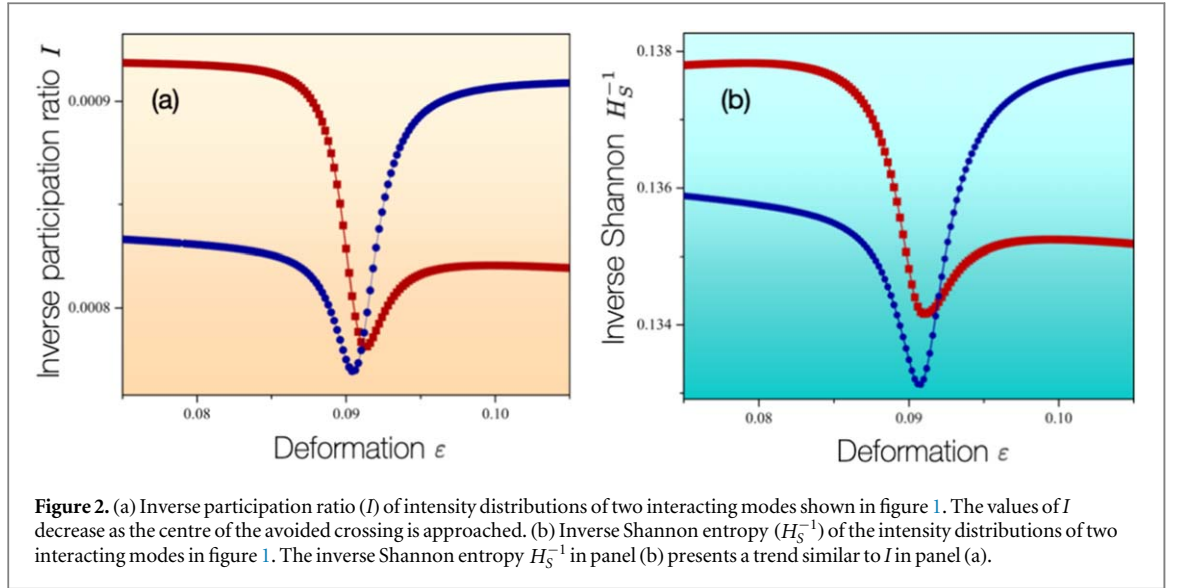 (a)
Inverse participation ratio I
0.0009
0.0008
0.08
0.09
0.10
Deformation ε
(b)
Inverse Shannon H_S^{-1}
0.138
0.136
0.134
0.08
0.09
0.10
Deformation ε
Figure 2. (a) Inverse participation ratio (I) of intensity distributions of two interacting modes shown in figure 1. The values of I
decrease as the centre of the avoided crossing is approached. (b) Inverse Shannon entropy (H_S^{-1}) of the intensity distributions of two
interacting modes in figure 1. The inverse Shannon entropy H_S^{-1} in panel (b) presents a trend similar to I in panel (a).